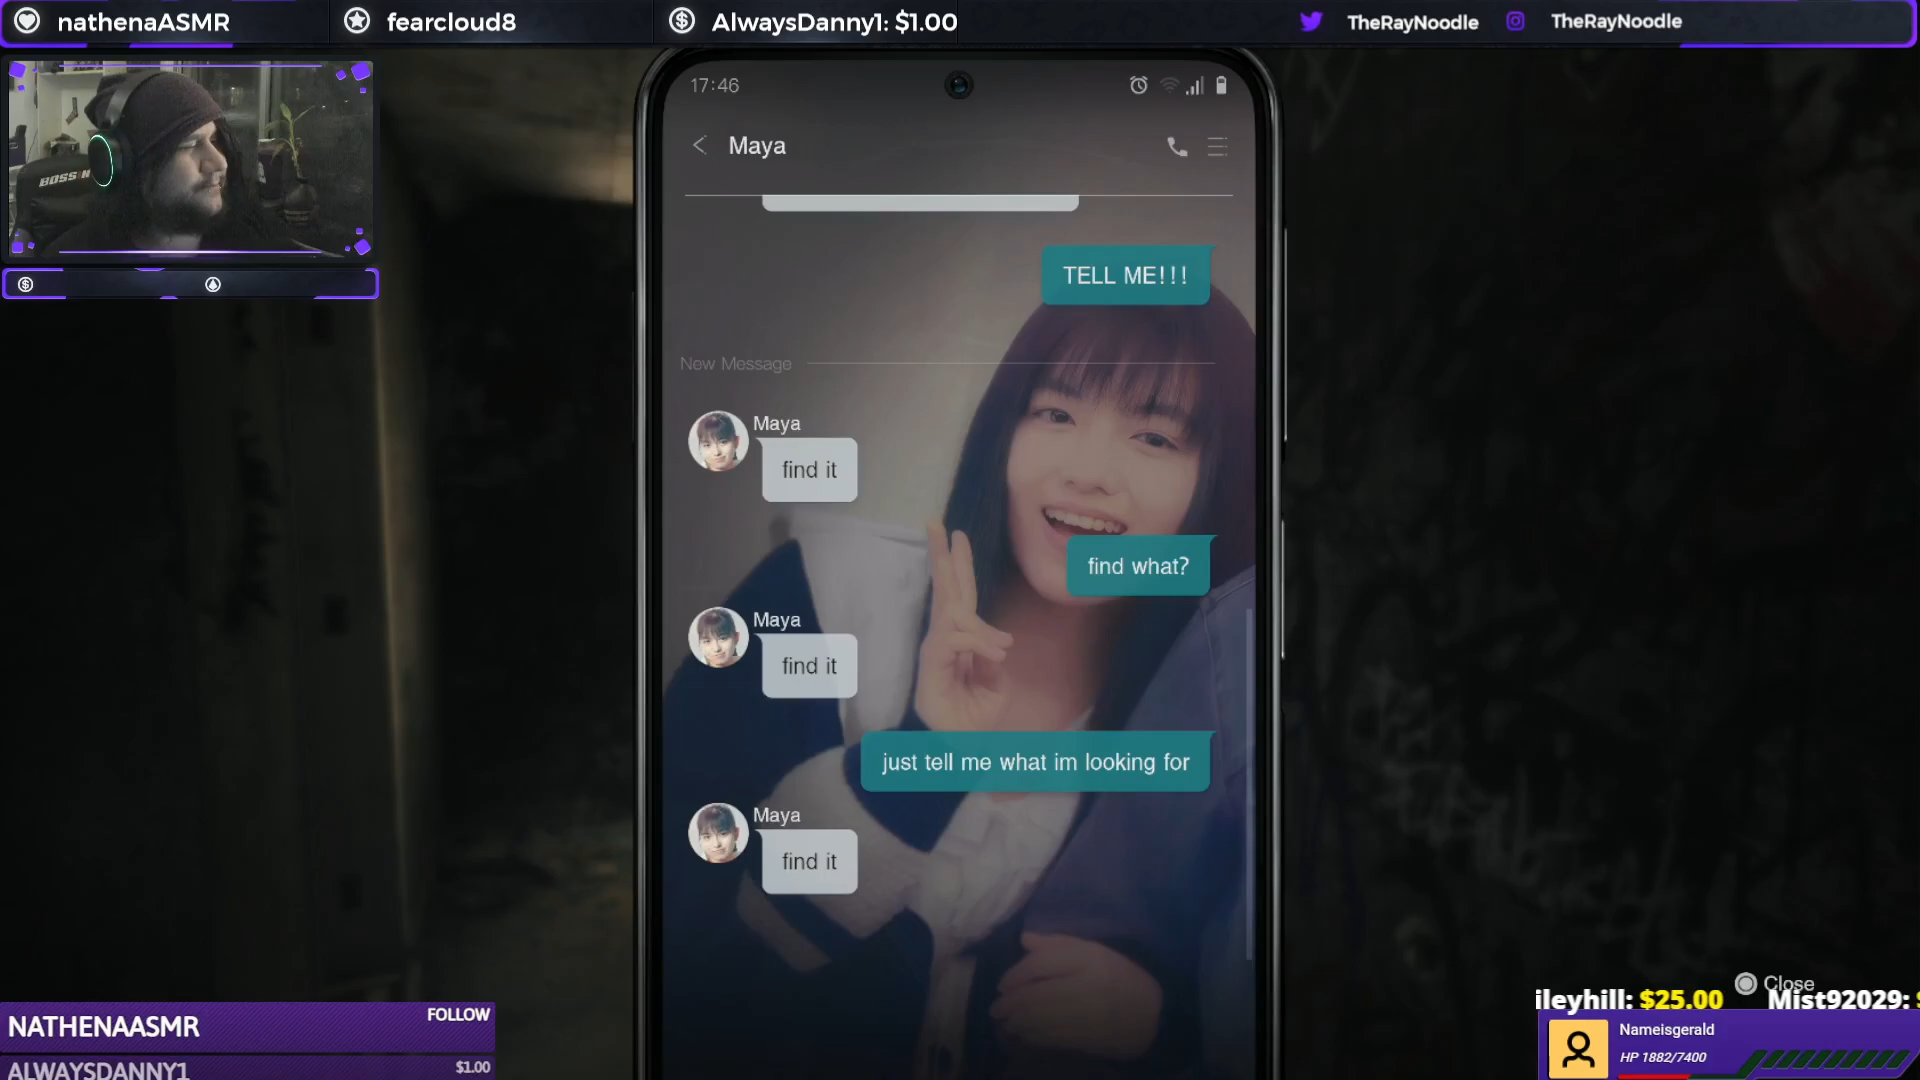 nathenaASMR
fearcloud8
AlwaysDanny1: $1.00
TheRayNoodle
TheRayNoodle
17:46
Maya
TELL ME!!!
New Message
Maya
find it
find what?
Maya
find it
just tell me what im looking for
Maya
find it
Close
ileyhill: $25.00
Mist92029:
NATHENAASMR
FOLLOW
ALWAYSDANNY1
$1.00
Nameisgerald
HP 1882/7400